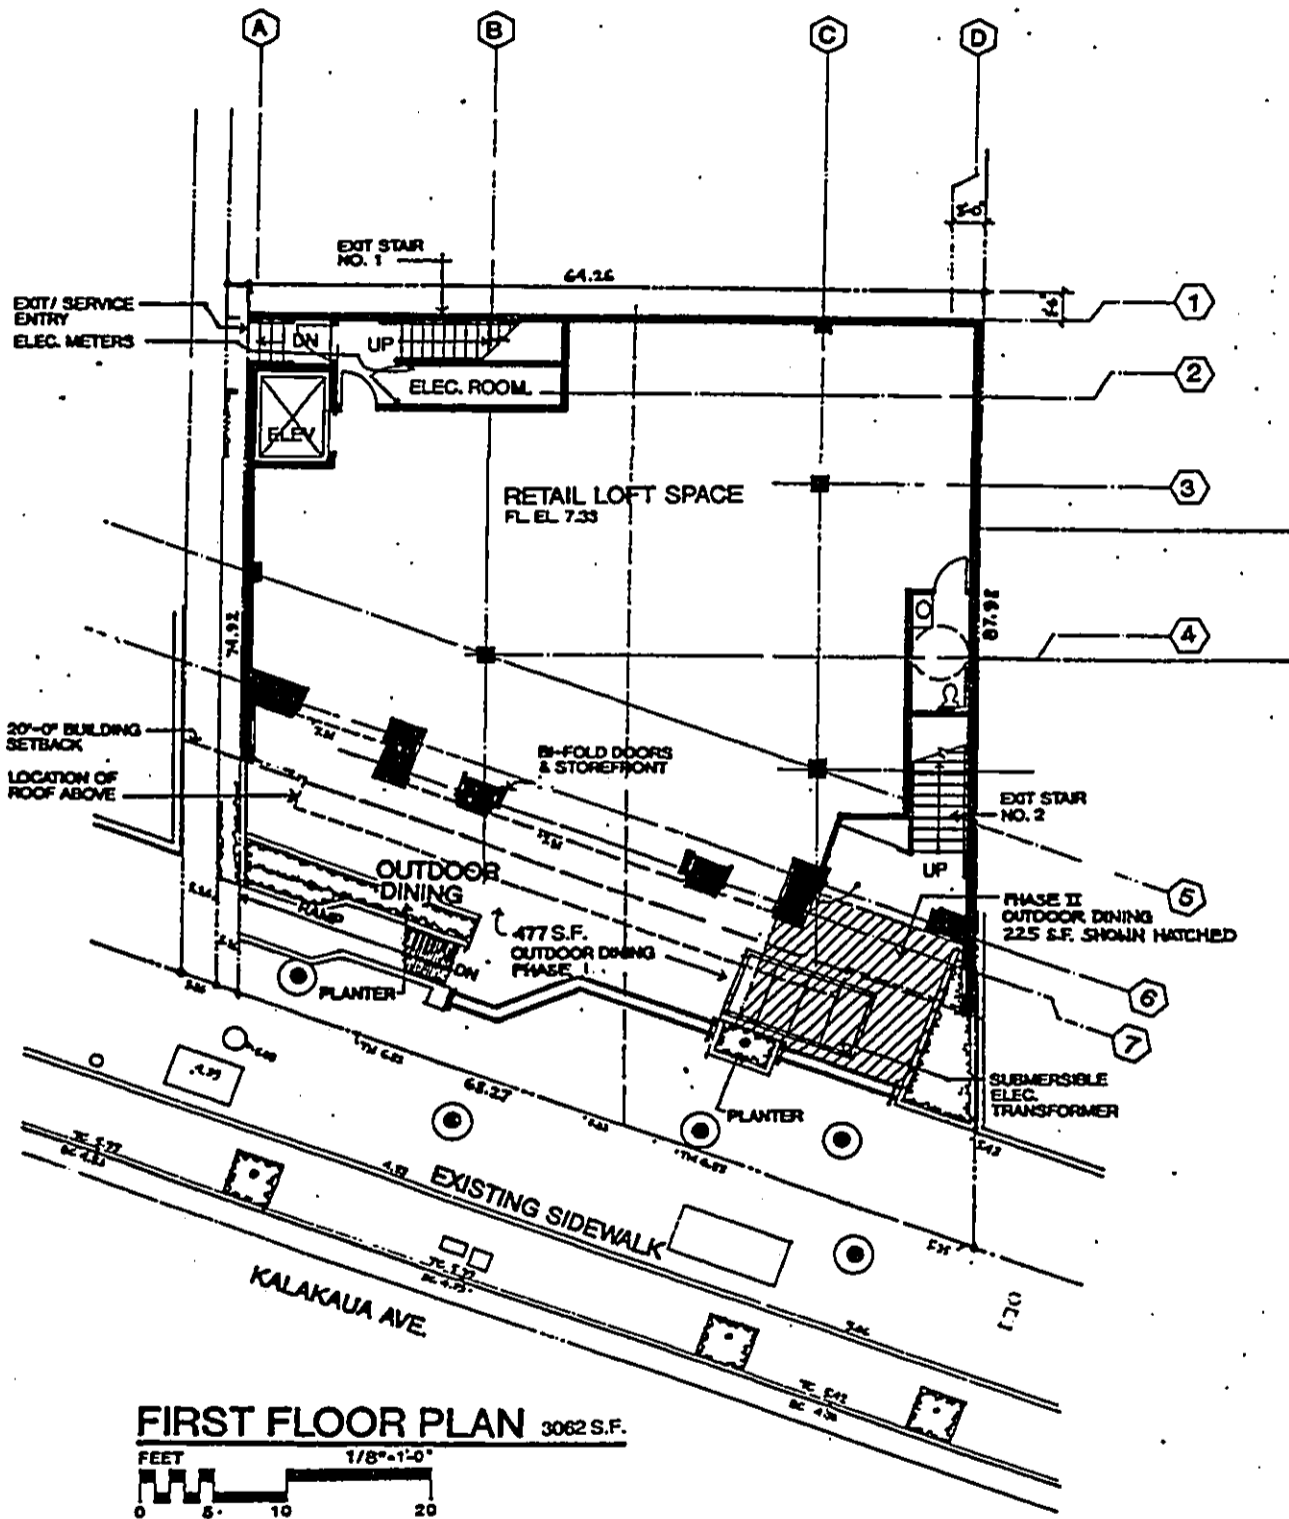 A
B
C
D
5'-0"
EXIT STAIR
NO. 1
64.26
EXIT/ SERVICE
ENTRY
1
ELEC. METERS
DN
UP
ELEC. ROOM.
2
ELEV
RETAIL LOFT SPACE
FL. EL. 7.33
3
74.92
87.98
4
20'-0" BUILDING
SETBACK
LOCATION OF
ROOF ABOVE
BI-FOLD DOORS
& STOREFRONT
EXIT STAIR
NO. 2
UP
OUTDOOR
DINING
RAMP
5
PHASE II
OUTDOOR DINING
225 S.F. SHOWN HATCHED
477 S.F.
OUTDOOR DINING
PHASE I
DN
PLANTER
6
7
SUBMERSIBLE
ELEC.
TRANSFORMER
PLANTER
68.27
EXISTING SIDEWALK
KALAKAUA AVE.
FIRST FLOOR PLAN 3062 S.F.
FEET 1/8"=1'-0"
0 5 10 20